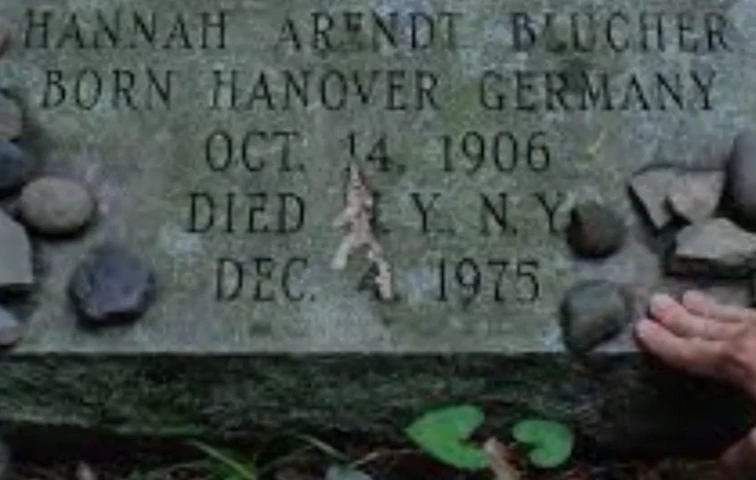 HANNAH ARENDT BLUCHER
BORN HANOVER GERMANY
OCT. 14, 1906
DIED N.Y. N.Y.
DEC. 4, 1975